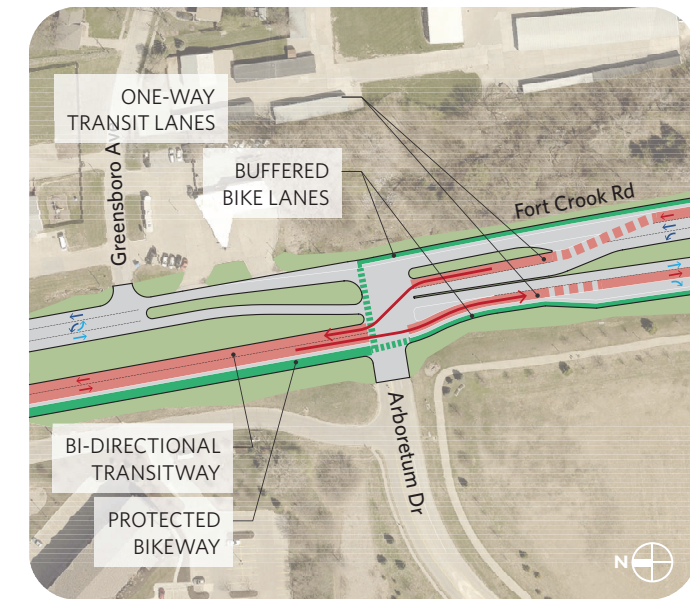 ONE-WAY
TRANSIT LANES
BUFFERED
BIKE LANES
Greensboro Av
Fort Crook Rd
Arboretum Dr
BI-DIRECTIONAL
TRANSITWAY
PROTECTED
BIKEWAY
N